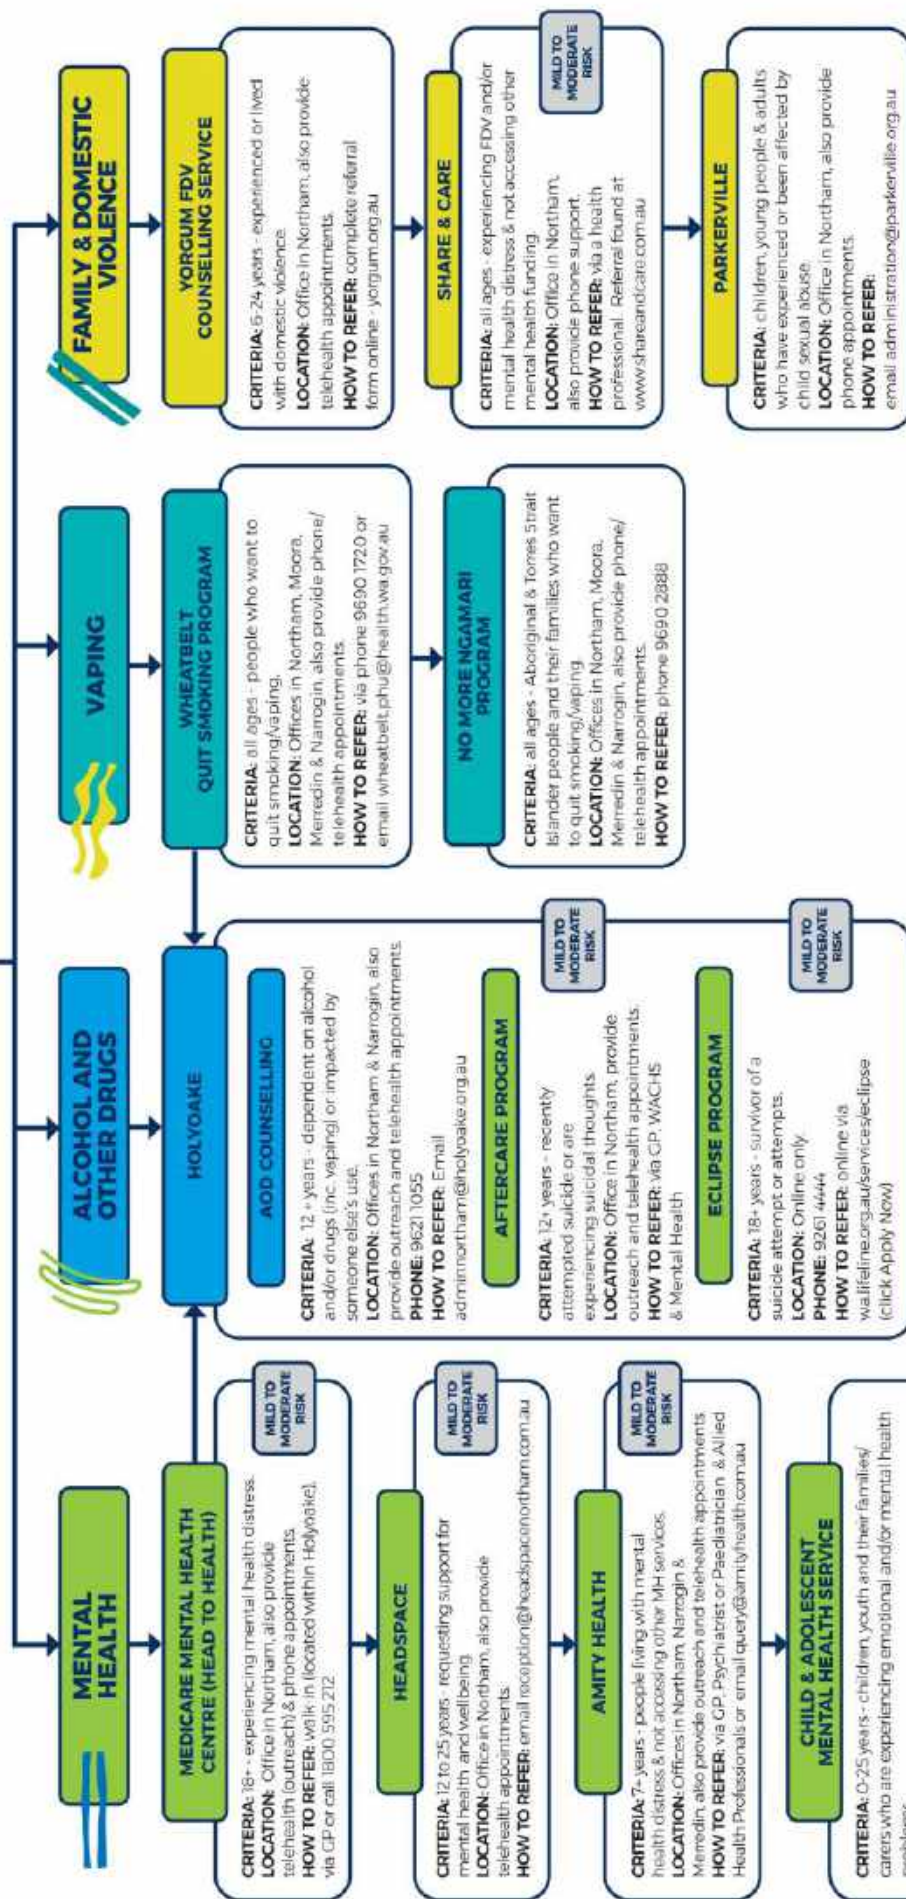 MENTAL
HEALTH
MEDICARE MENTAL HEALTH
CENTRE (HEAD TO HEALTH)
CRITERIA: 18+ - experiencing mental health distress.
LOCATION: Office in Northam, also provide
telehealth (outreach) & phone appointments.
HOW TO REFER: walk-in (located within Holyoake),
via GP or call 1800 595 212
MILD TO
MODERATE
RISK
HEADSPACE
CRITERIA: 12 to 25 years - requesting support for
mental health and wellbeing.
LOCATION: Office in Northam, also provide
telehealth appointments.
HOW TO REFER: email reception@headspacenortham.com.au
MILD TO
MODERATE
RISK
AMITY HEALTH
CRITERIA: 7+ years - people living with mental
health distress & not accessing other MH services.
LOCATION: Offices in Northam, Narrogin &
Merredin, also provide outreach and telehealth appointments
HOW TO REFER: via GP, Psychiatrist or Paediatrician & Allied
Health Professionals or email query@amityhealth.com.au
MILD TO
MODERATE
RISK
CHILD & ADOLESCENT
MENTAL HEALTH SERVICE
CRITERIA: 0-25 years - children, youth and their families/
carers who are experiencing emotional and/or mental health
ALCOHOL AND
OTHER DRUGS
HOLYOAKE
AOD COUNSELLING
CRITERIA: 12 + years - dependent on alcohol
and/or drugs (inc. vaping) or impacted by
someone else's use.
LOCATION: Offices in Northam & Narrogin, also
provide outreach and telehealth appointments.
PHONE: 9621 1055
HOW TO REFER: Email
adminnortham@holyoake.org.au
AFTERCARE PROGRAM
CRITERIA: 12+ years - recently
attempted suicide or are
experiencing suicidal thoughts.
LOCATION: Office in Northam, provide
outreach and telehealth appointments.
HOW TO REFER: via GP, WACHS
& Mental Health
MILD TO
MODERATE
RISK
ECLIPSE PROGRAM
CRITERIA: 18+ years - survivor of a
suicide attempt or attempts.
LOCATION: Online only.
PHONE: 9261 4444
HOW TO REFER: online via
wa.lifeline.org.au/services/eclipse
(click Apply Now)
MILD TO
MODERATE
RISK
VAPING
WHEATBELT
QUIT SMOKING PROGRAM
CRITERIA: all ages - people who want to
quit smoking/vaping.
LOCATION: Offices in Northam, Moora,
Merredin & Narrogin, also provide phone/
telehealth appointments.
HOW TO REFER: via phone 9690 1720 or
email wheatbelt.phu@health.wa.gov.au
NO MORE NGAMARI
PROGRAM
CRITERIA: all ages - Aboriginal & Torres Strait
Islander people and their families who want
to quit smoking/vaping.
LOCATION: Offices in Northam, Moora,
Merredin & Narrogin, also provide phone/
telehealth appointments.
HOW TO REFER: phone 9690 2888
FAMILY & DOMESTIC
VIOLENCE
YORGUM FDV
COUNSELLING SERVICE
CRITERIA: 6-24 years - experienced or lived
with domestic violence.
LOCATION: Office in Northam, also provide
telehealth appointments.
HOW TO REFER: complete referral
form online - yorgum.org.au
SHARE & CARE
CRITERIA: all ages - experiencing FDV and/or
mental health distress & not accessing other
mental health funding.
LOCATION: Office in Northam,
also provide phone support.
HOW TO REFER: via a health
professional. Referral found at
www.shareandcare.com.au
MILD TO
MODERATE
RISK
PARKERVILLE
CRITERIA: children, young people & adults
who have experienced or been affected by
child sexual abuse.
LOCATION: Office in Northam, also provide
phone appointments.
HOW TO REFER:
email administration@parkerville.org.au